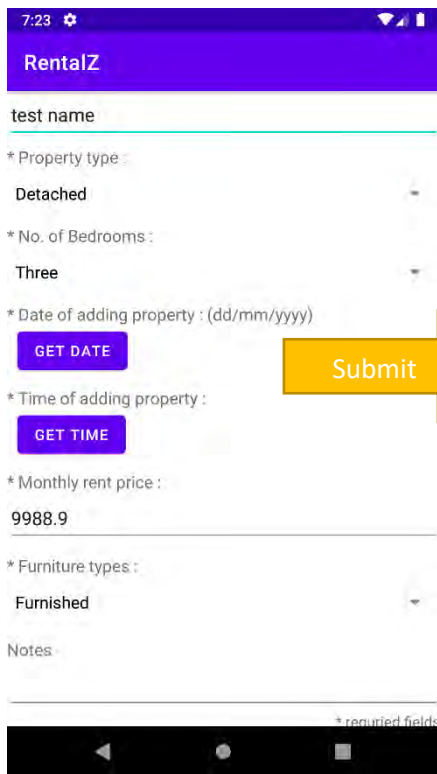 7:23
RentalZ
test name
* Property type :
Detached
* No. of Bedrooms :
Three
* Date of adding property : (dd/mm/yyyy)
GET DATE
Submit
* Time of adding property :
GET TIME
* Monthly rent price :
9988.9
* Furniture types :
Furnished
Notes
* requried fields